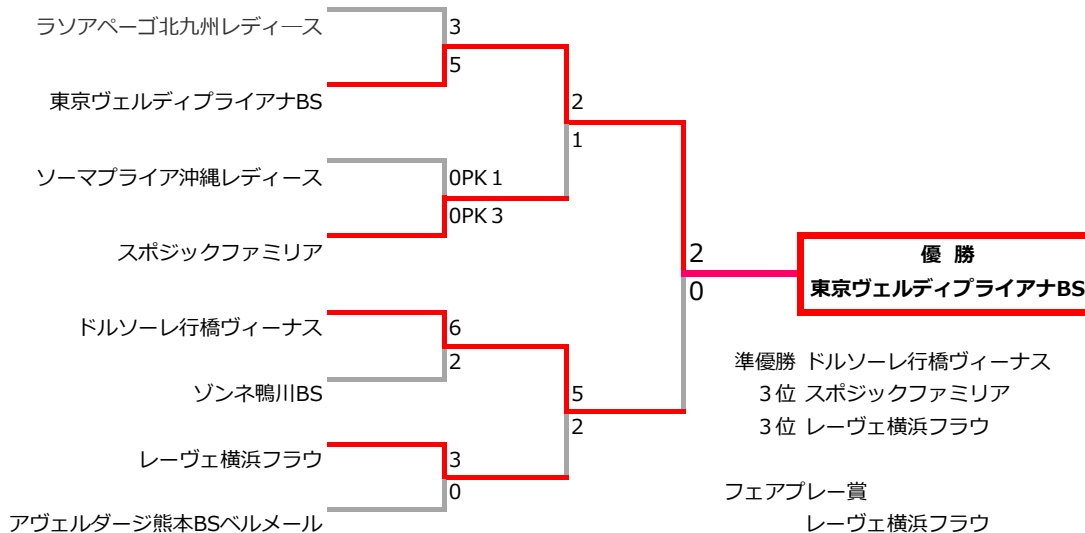 ラソアペーゴ北九州レディース
3
5
東京ヴェルディプライアナBS
2
1
ソーマプライア沖縄レディース
0PK 1
0PK 3
スポジックファミリア
2
0
優 勝
東京ヴェルディプライアナBS
ドルソーレ行橋ヴィーナス
6
2
ゾンネ鴨川BS
5
2
レーヴェ横浜フラウ
3
0
アヴェルダージ熊本BSベルメール
準優勝 ドルソーレ行橋ヴィーナス
3位 スポジックファミリア
3位 レーヴェ横浜フラウ
フェアプレー賞
レーヴェ横浜フラウ